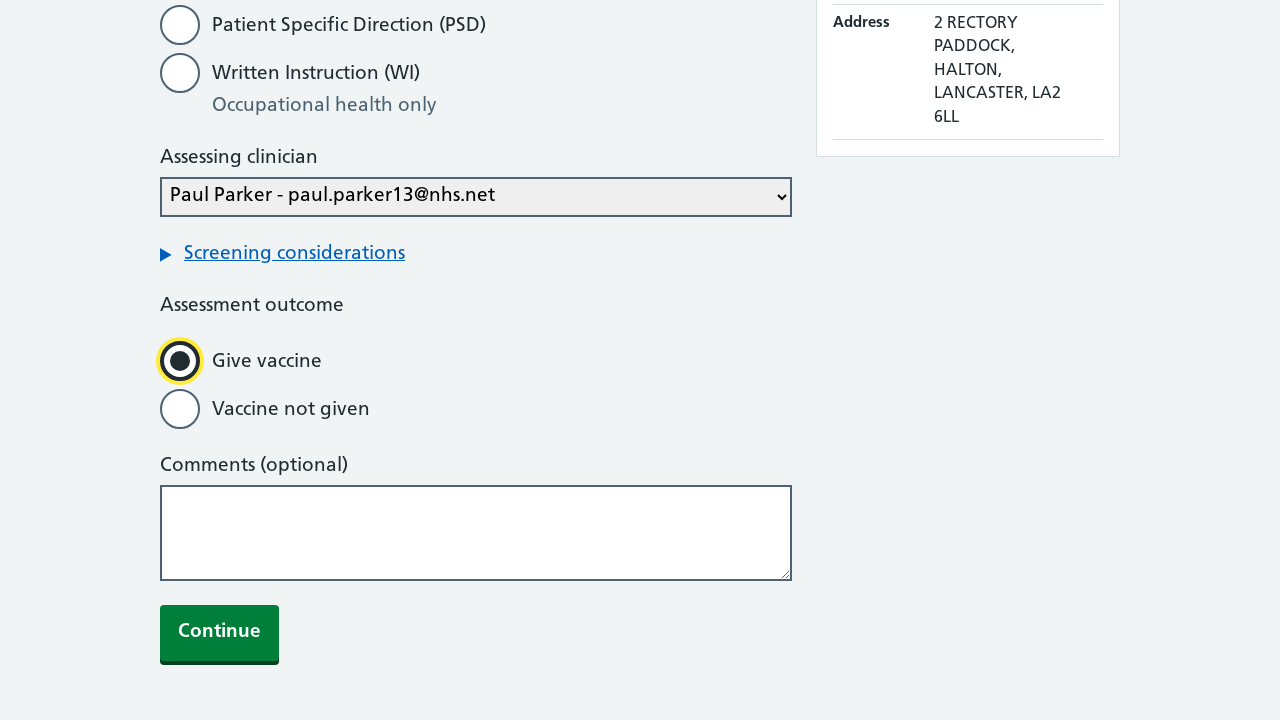 Patient Specific Direction (PSD)
Written Instruction (WI)
Occupational health only
Assessing clinician
Paul Parker - paul.parker13@nhs.net
Screening considerations
Assessment outcome
Give vaccine
Vaccine not given
Comments (optional)
Continue
Address
2 RECTORY
PADDOCK,
HALTON,
LANCASTER, LA2
6LL